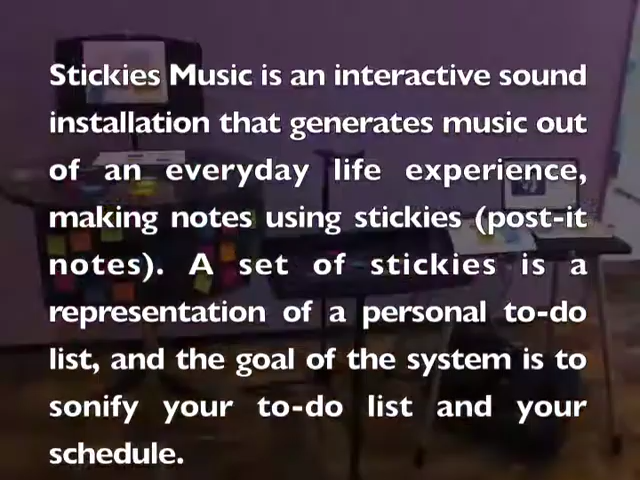 Stickies Music is an interactive sound
installation that generates music out
of an everyday life experience,
making notes using stickies (post-it
notes). A set of stickies is a
representation of a personal to-do
list, and the goal of the system is to
sonify your to-do list and your
schedule.